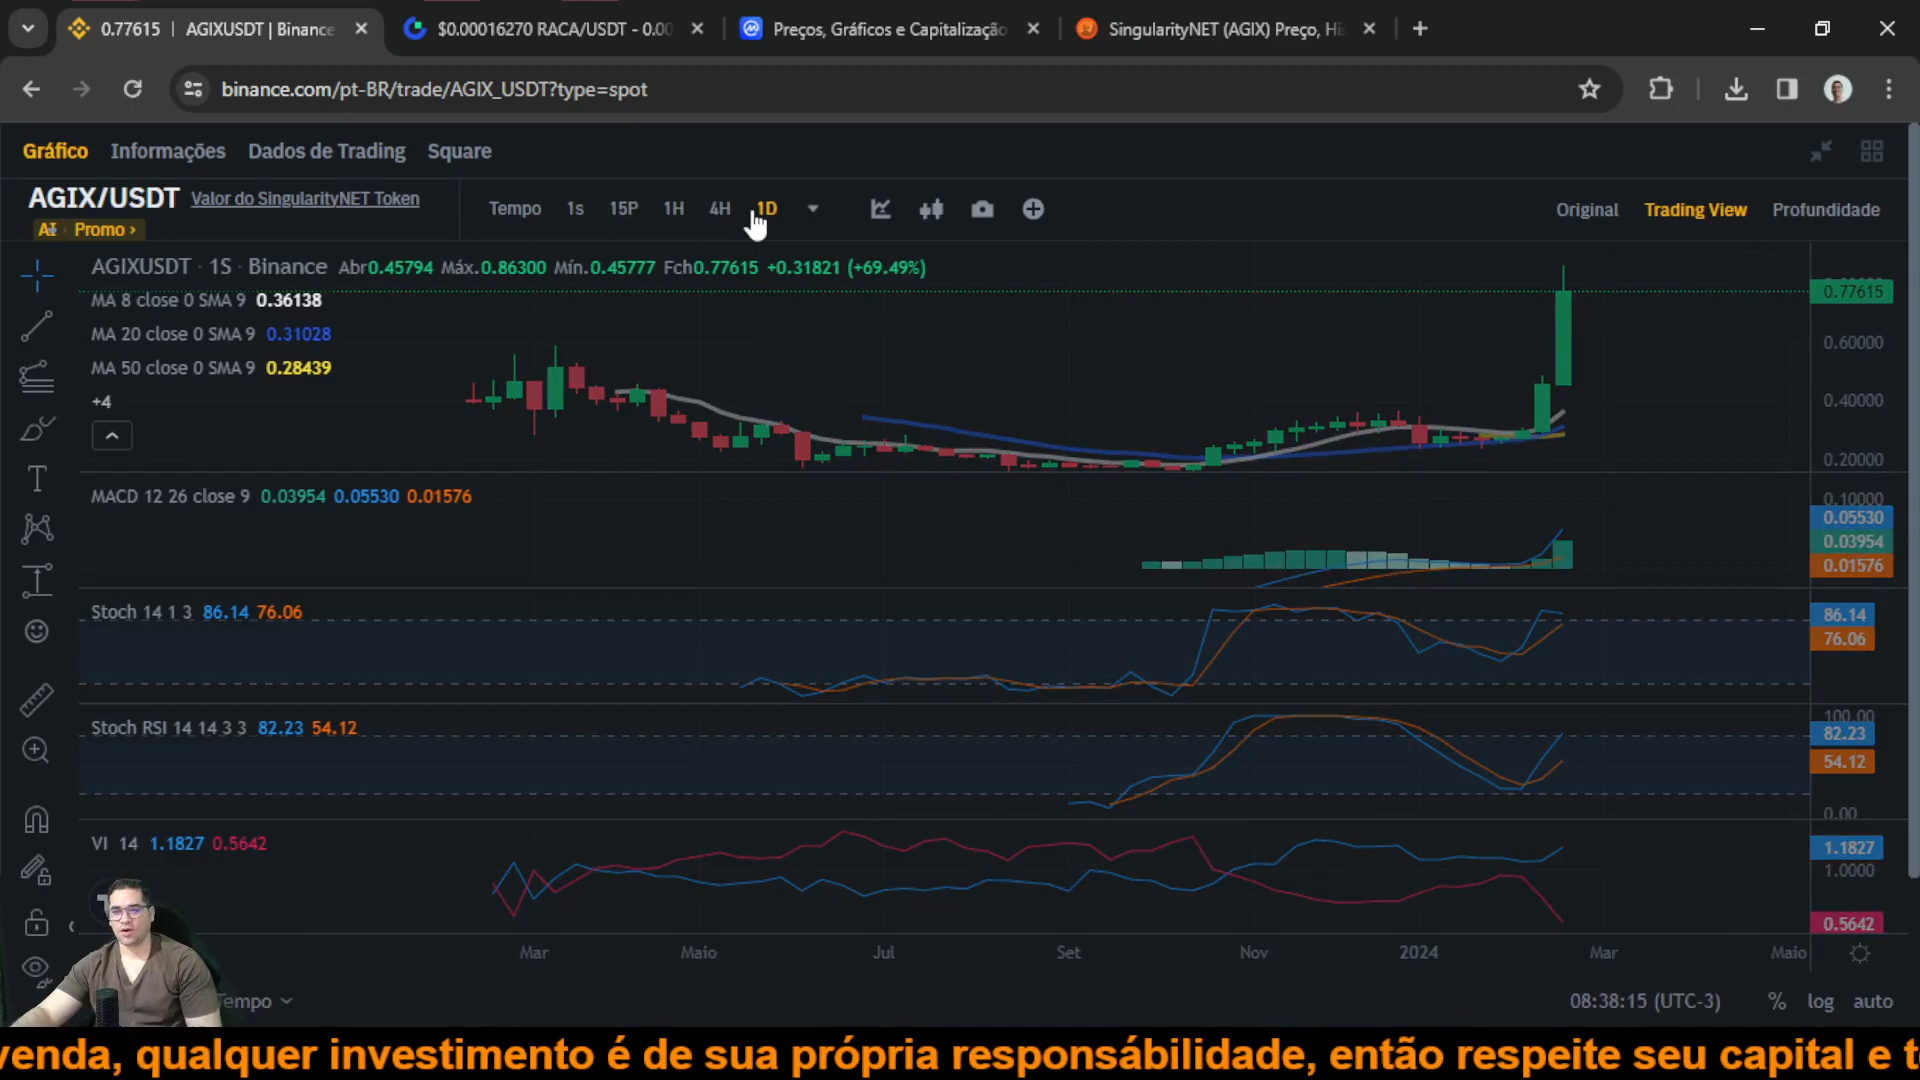 0.77615 | AGIXUSDT | Binance
$0.00016270 RACA/USDT - 0.00
Preços, Gráficos e Capitalização
SingularityNET (AGIX) Preço, His
binance.com/pt-BR/trade/AGIX_USDT?type=spot
Gráfico Informações Dados de Trading Square
AGIX/USDT Valor do SingularityNET Token
AI Promo ›
Tempo 1s 15P 1H 4H 1D
Original Trading View Profundidade
AGIXUSDT · 1S · Binance Abr0.45794 Máx.0.86300 Mín.0.45777 Fch0.77615 +0.31821 (+69.49%)
MA 8 close 0 SMA 9 0.36138
MA 20 close 0 SMA 9 0.31028
MA 50 close 0 SMA 9 0.28439
+4
0.77615
0.60000
0.40000
0.20000
MACD 12 26 close 9 0.03954 0.05530 0.01576
0.10000
0.05530
0.03954
0.01576
Stoch 14 1 3 86.14 76.06
86.14
76.06
Stoch RSI 14 14 3 3 82.23 54.12
100.00
82.23
54.12
0.00
VI 14 1.1827 0.5642
1.1827
1.0000
0.5642
Mar Maio Jul Set Nov 2024 Mar Maio
Tempo
08:38:15 (UTC-3) % log auto
venda, qualquer investimento é de sua própria responsábilidade, então respeite seu capital e t